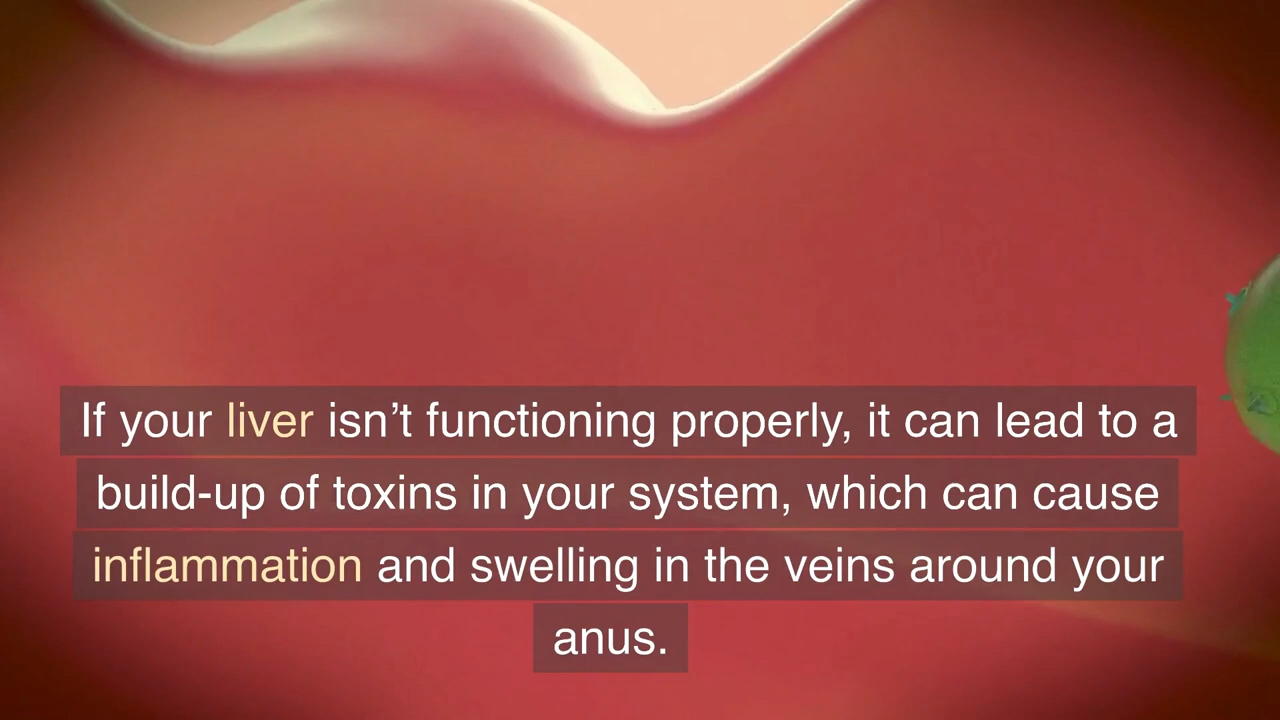 If your liver isn’t functioning properly, it can lead to a
build-up of toxins in your system, which can cause
inflammation and swelling in the veins around your
anus.